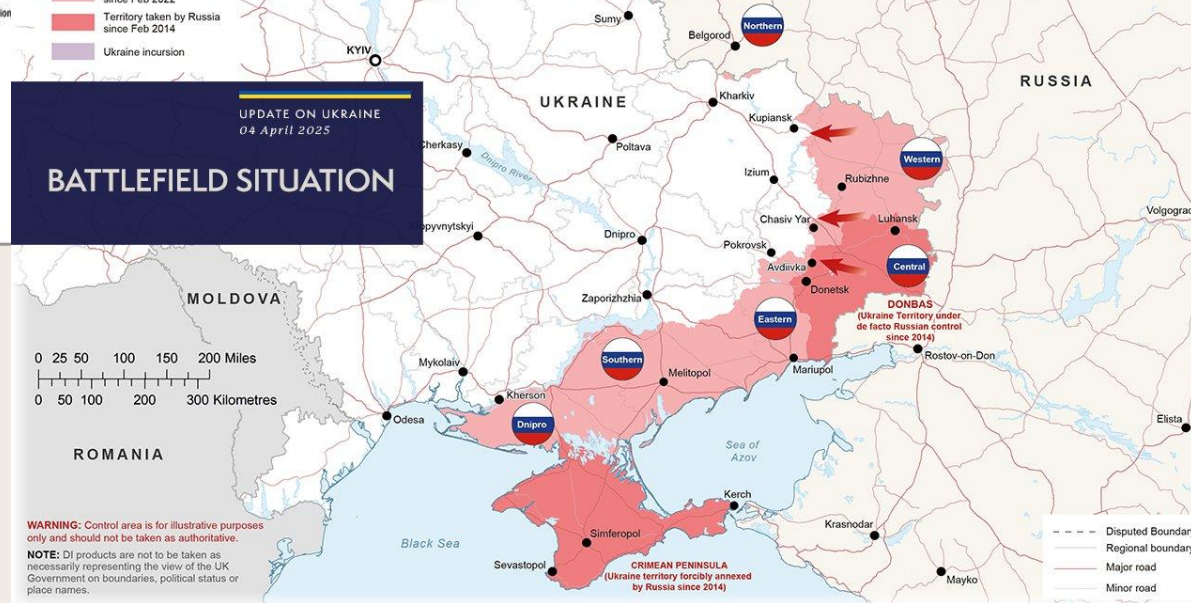 since Feb 2022
Territory taken by Russia
since Feb 2014
Ukraine incursion
UPDATE ON UKRAINE
04 April 2025
BATTLEFIELD SITUATION
KYIV
Sumy
Belgorod
Northern
RUSSIA
UKRAINE
Kharkiv
Kupiansk
Cherkasy
Dnipro River
Poltava
Western
Izium
Rubizhne
Chasiv Yar
Luhansk
Volgograd
opyvnytskyi
Dnipro
Pokrovsk
Avdiivka
Central
Donetsk
MOLDOVA
Zaporizhzhia
DONBAS
(Ukraine Territory under
de facto Russian control
since 2014)
Eastern
Rostov-on-Don
0 25 50 100 150 200 Miles
0 50 100 200 300 Kilometres
Southern
Mykolaiv
Melitopol
Mariupol
Kherson
Dnipro
Odesa
Elista
ROMANIA
Sea of
Azov
Kerch
Krasnodar
WARNING: Control area is for illustrative purposes
only and should not be taken as authoritative.
NOTE: DI products are not to be taken as
necessarily representing the view of the UK
Government on boundaries, political status or
place names.
Black Sea
Simferopol
Sevastopol
CRIMEAN PENINSULA
(Ukraine territory forcibly annexed
by Russia since 2014)
Mayko
Disputed Boundary
Regional boundary
Major road
Minor road